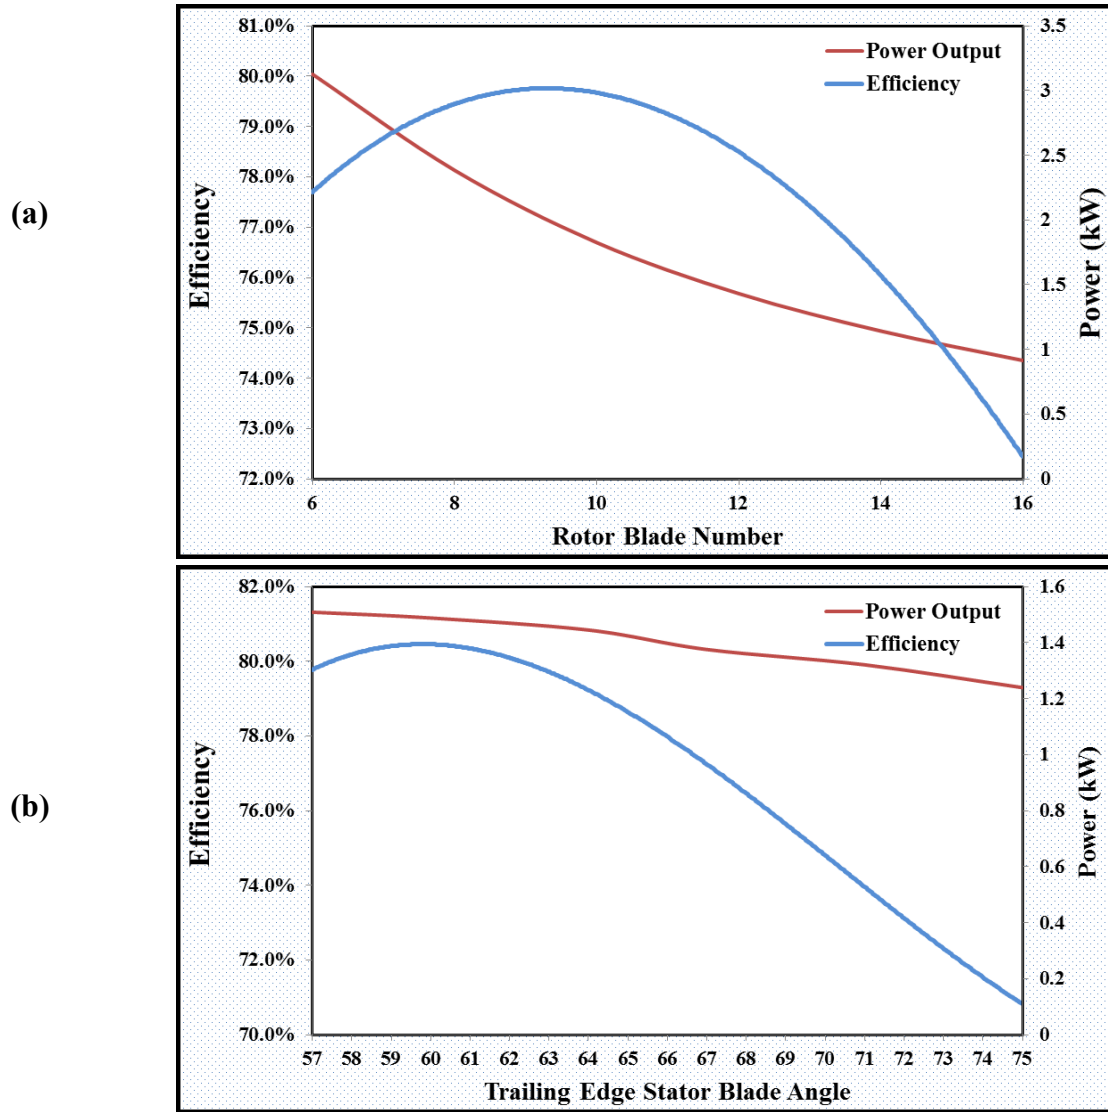 (a)
Efficiency
81.0%
80.0%
79.0%
78.0%
77.0%
76.0%
75.0%
74.0%
73.0%
72.0%
Power Output
Efficiency
3.5
3
2.5
2
1.5
1
0.5
0
Power (kW)
6 8 10 12 14 16
Rotor Blade Number
(b)
Efficiency
82.0%
80.0%
78.0%
76.0%
74.0%
72.0%
70.0%
Power Output
Efficiency
1.6
1.4
1.2
1
0.8
0.6
0.4
0.2
0
Power (kW)
57 58 59 60 61 62 63 64 65 66 67 68 69 70 71 72 73 74 75
Trailing Edge Stator Blade Angle